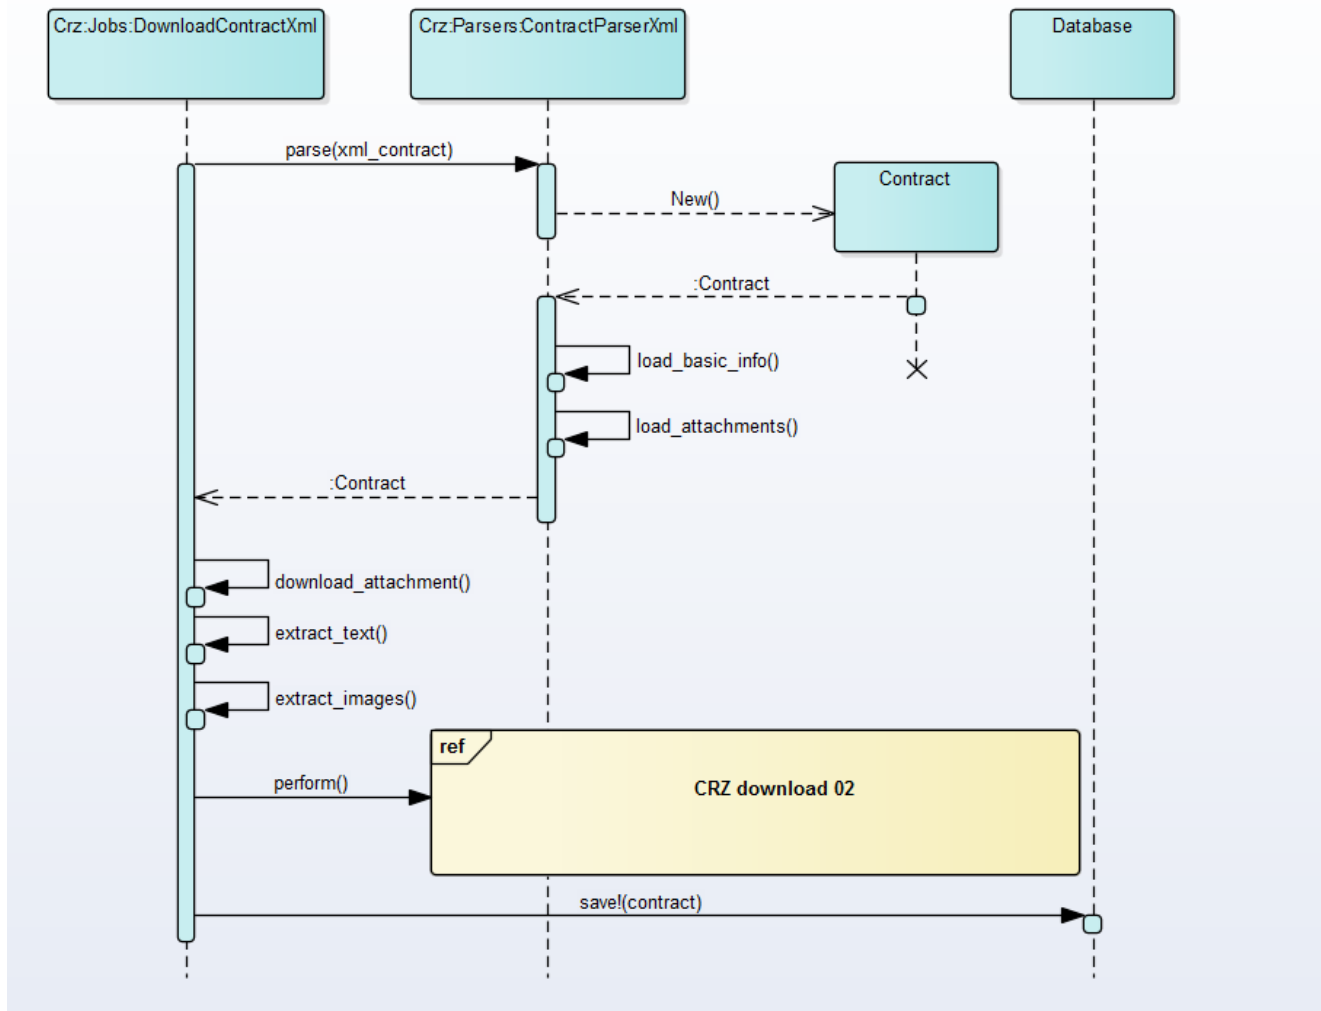 Crz:Jobs:DownloadContractXml
Crz:Parsers:ContractParserXml
Database
parse(xml_contract)
Contract
New()
:Contract
load_basic_info()
load_attachments()
:Contract
download_attachment()
extract_text()
extract_images()
ref
perform()
CRZ download 02
save!(contract)